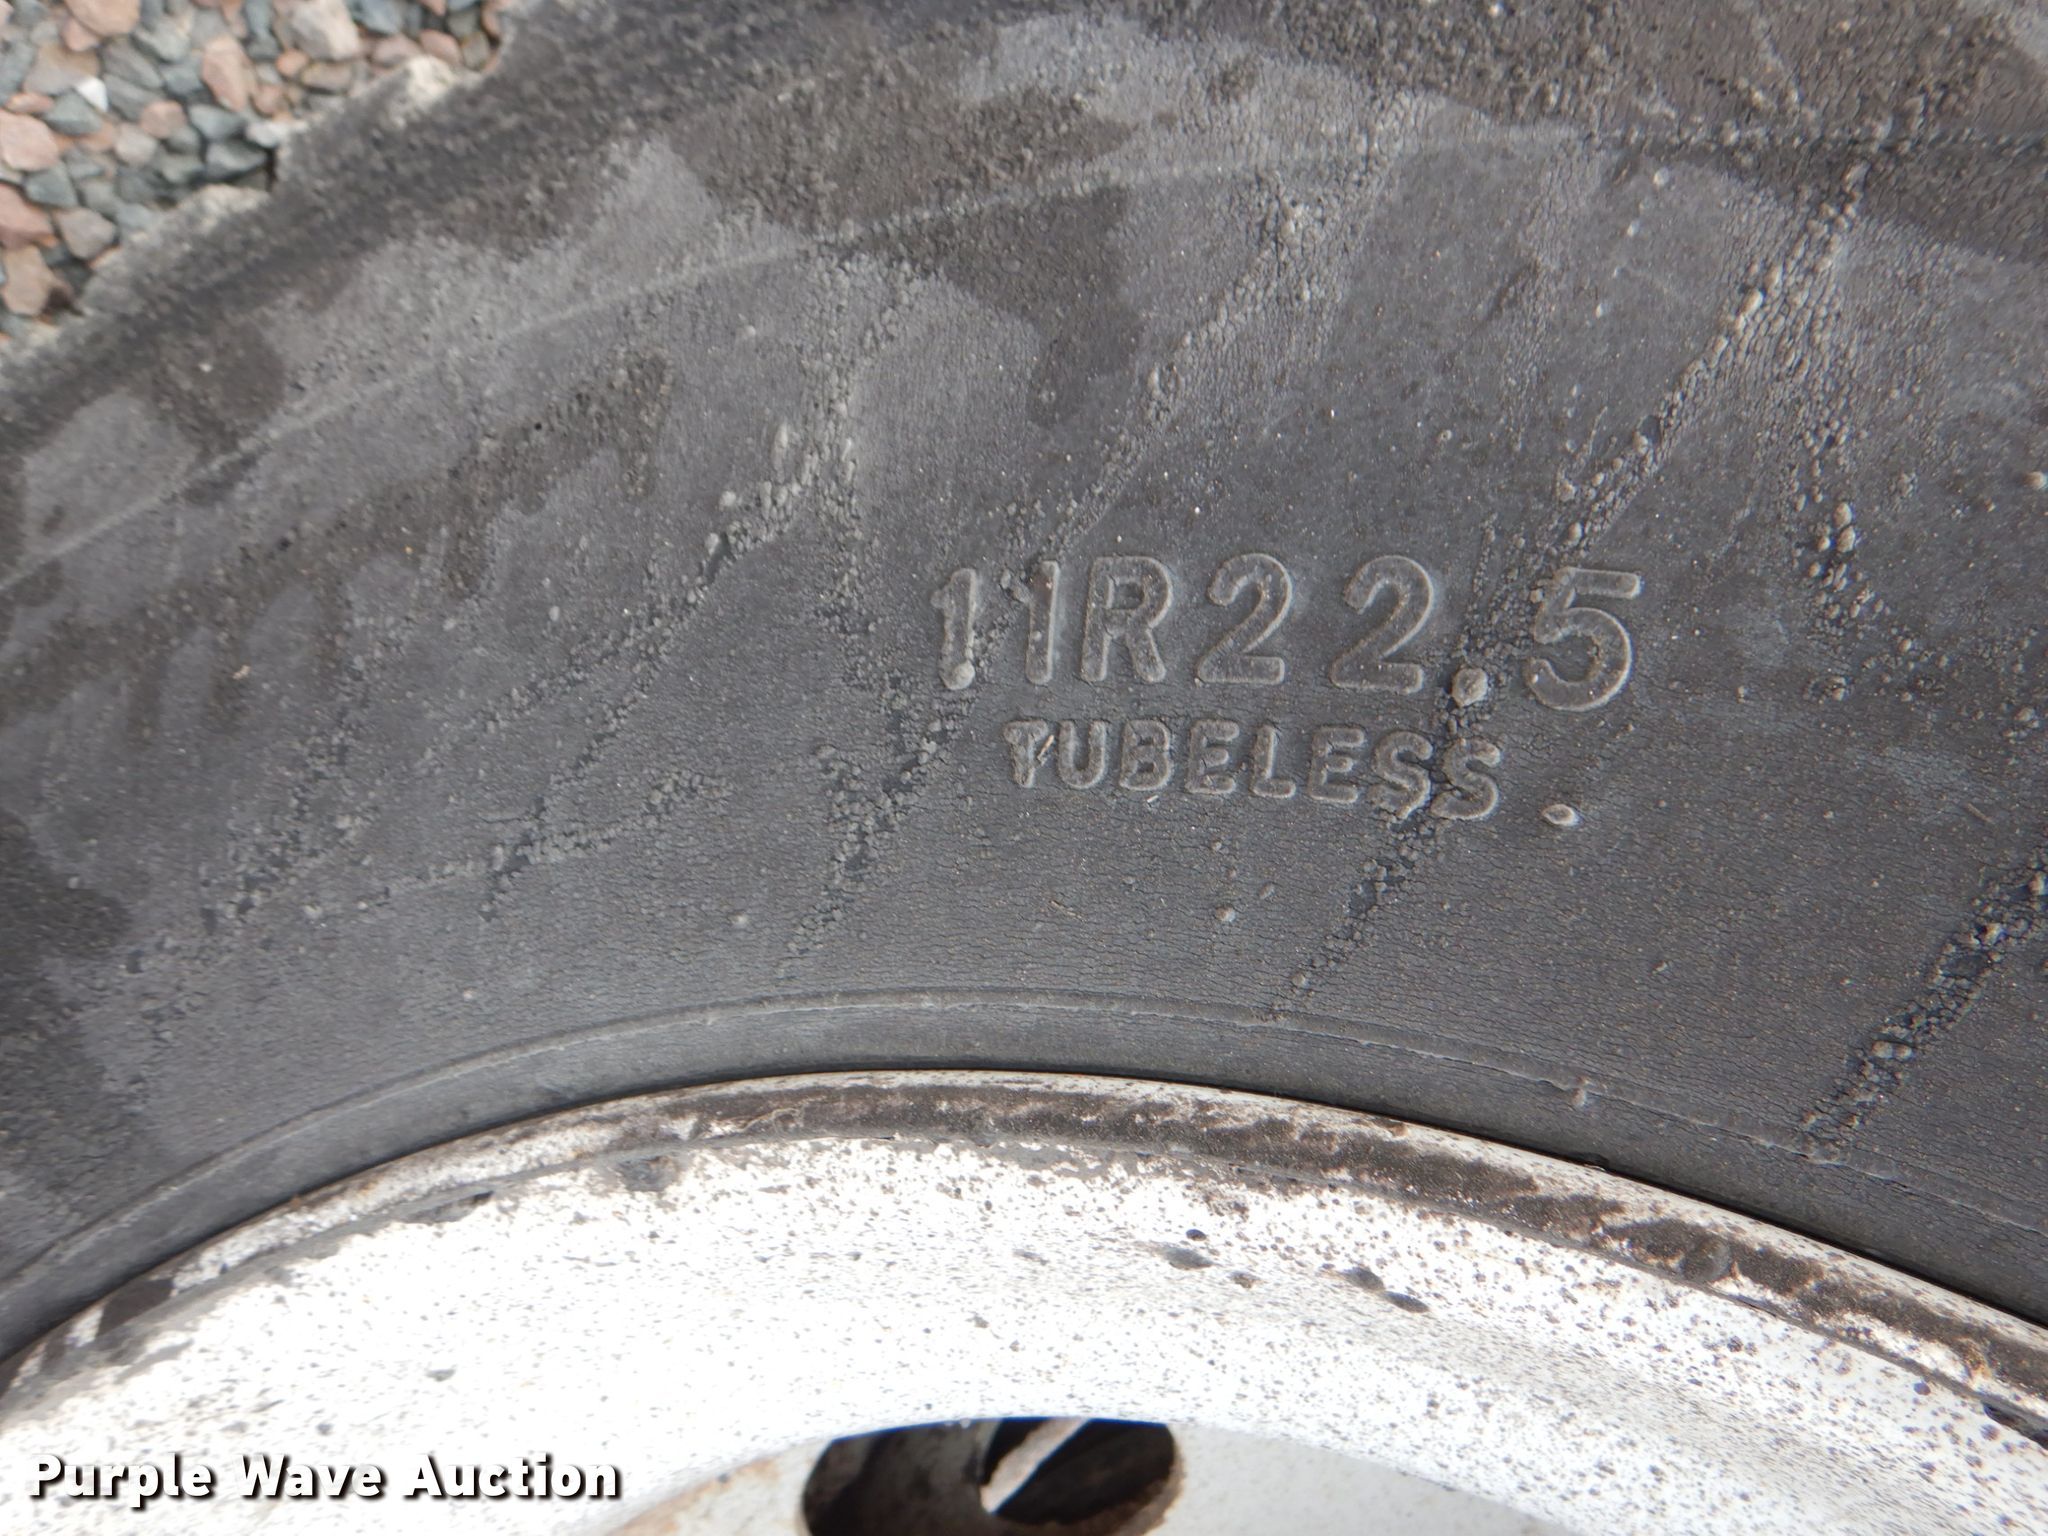 11R22.5
TUBELESS.
Purple Wave Auction